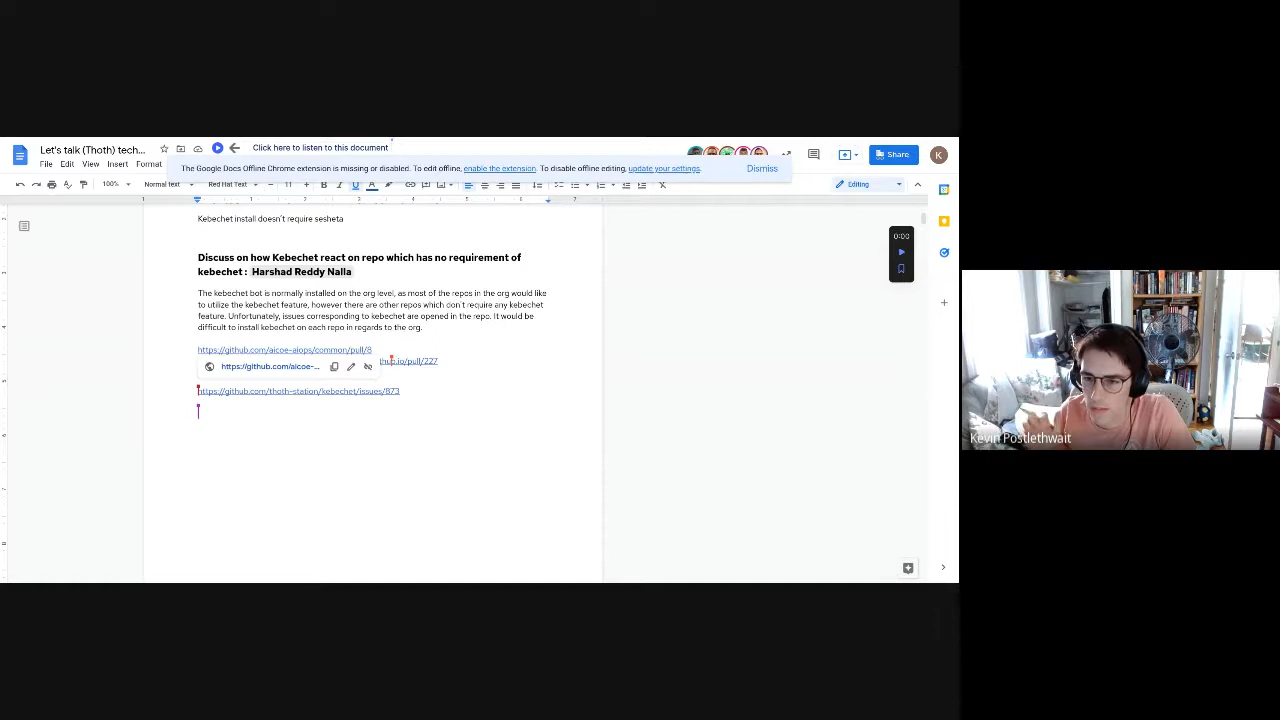 Let's talk (Thoth) tech...
Click here to listen to this document
File Edit View Insert Format
The Google Docs Offline Chrome extension is missing or disabled. To edit offline, enable the extension. To disable offline editing, update your settings.
Dismiss
Share
K
100%
Normal text
Red Hat Text
11
Editing
Kebechet install doesn't require sesheta
0:00
Discuss on how Kebechet react on repo which has no requirement of
kebechet : Harshad Reddy Nalla
The kebechet bot is normally installed on the org level, as most of the repos in the org would like
to utilize the kebechet feature, however there are other repos which don't require any kebechet
feature. Unfortunately, issues corresponding to kebechet are opened in the repo. It would be
difficult to install kebechet on each repo in regards to the org.
https://github.com/aicoe-aiops/common/pull/8
thub.io/pull/227
https://github.com/aicoe-...
https://github.com/thoth-station/kebechet/issues/873
Kevin Postlethwait